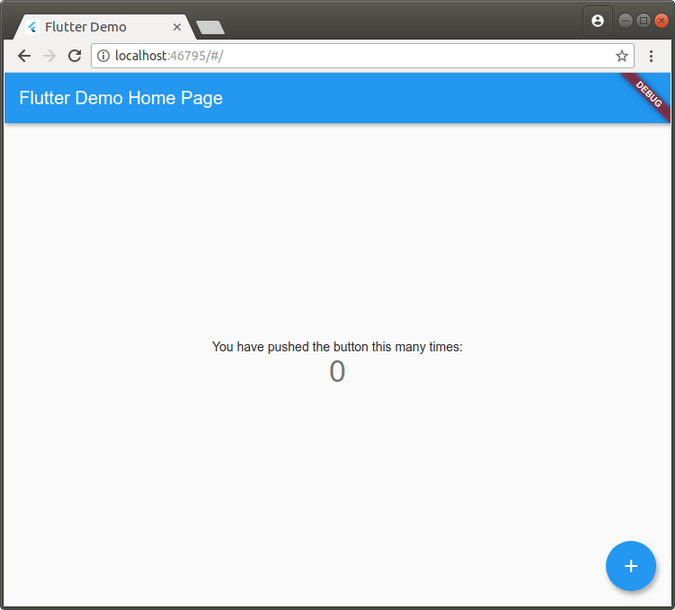 Flutter Demo
localhost:46795/#/
Flutter Demo Home Page
DEBUG
You have pushed the button this many times:
0